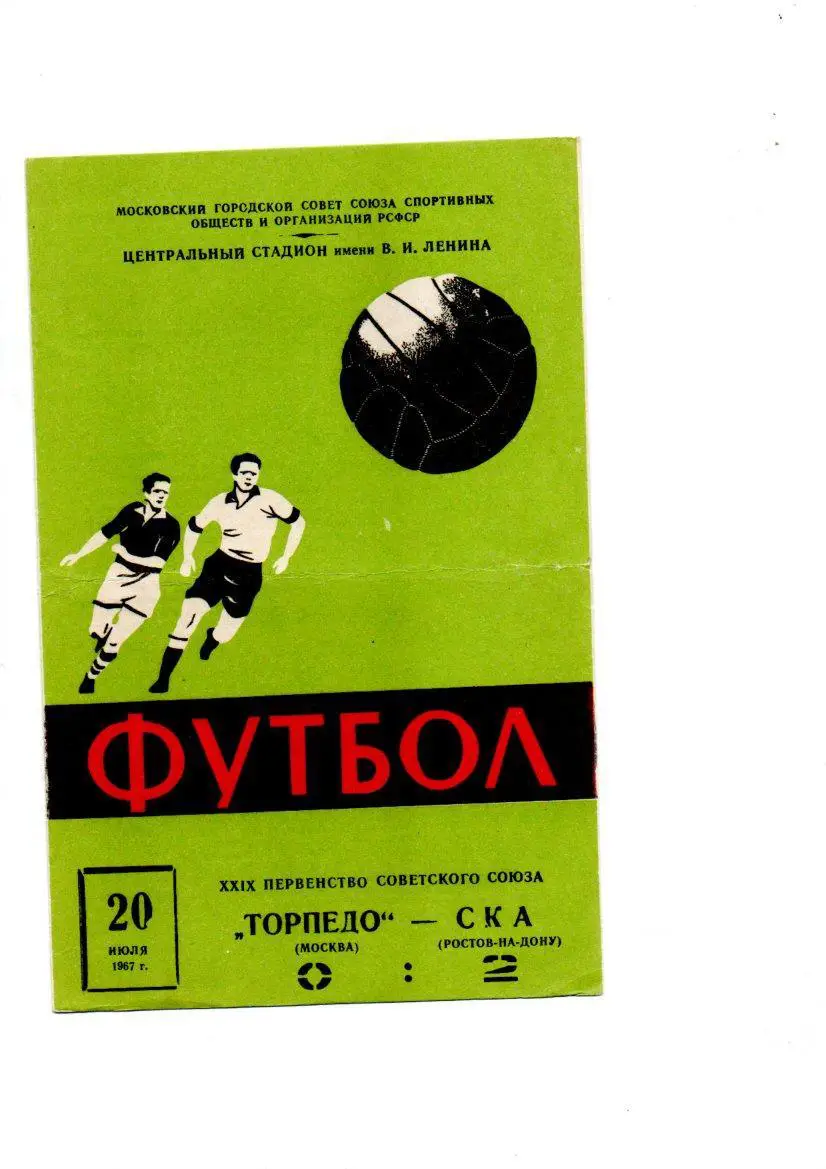 МОСКОВСКИЙ ГОРОДСКОЙ СОВЕТ СОЮЗА СПОРТИВНЫХ
ОБЩЕСТВ И ОРГАНИЗАЦИЙ РСФСР
ЦЕНТРАЛЬНЫЙ СТАДИОН имени В. И. ЛЕНИНА
ФУТБОЛ
20
ИЮЛЯ
1967 г.
XXIX ПЕРВЕНСТВО СОВЕТСКОГО СОЮЗА
„ТОРПЕДО“ — СКА
(МОСКВА) (РОСТОВ-НА-ДОНУ)
0 : 2